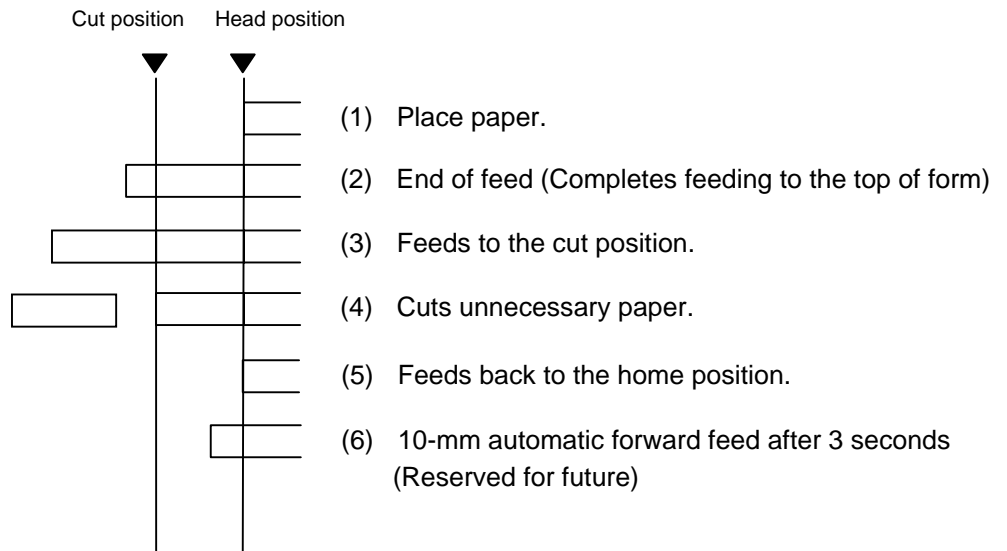 Cut position Head position
(1) Place paper.
(2) End of feed (Completes feeding to the top of form)
(3) Feeds to the cut position.
(4) Cuts unnecessary paper.
(5) Feeds back to the home position.
(6) 10-mm automatic forward feed after 3 seconds
(Reserved for future)